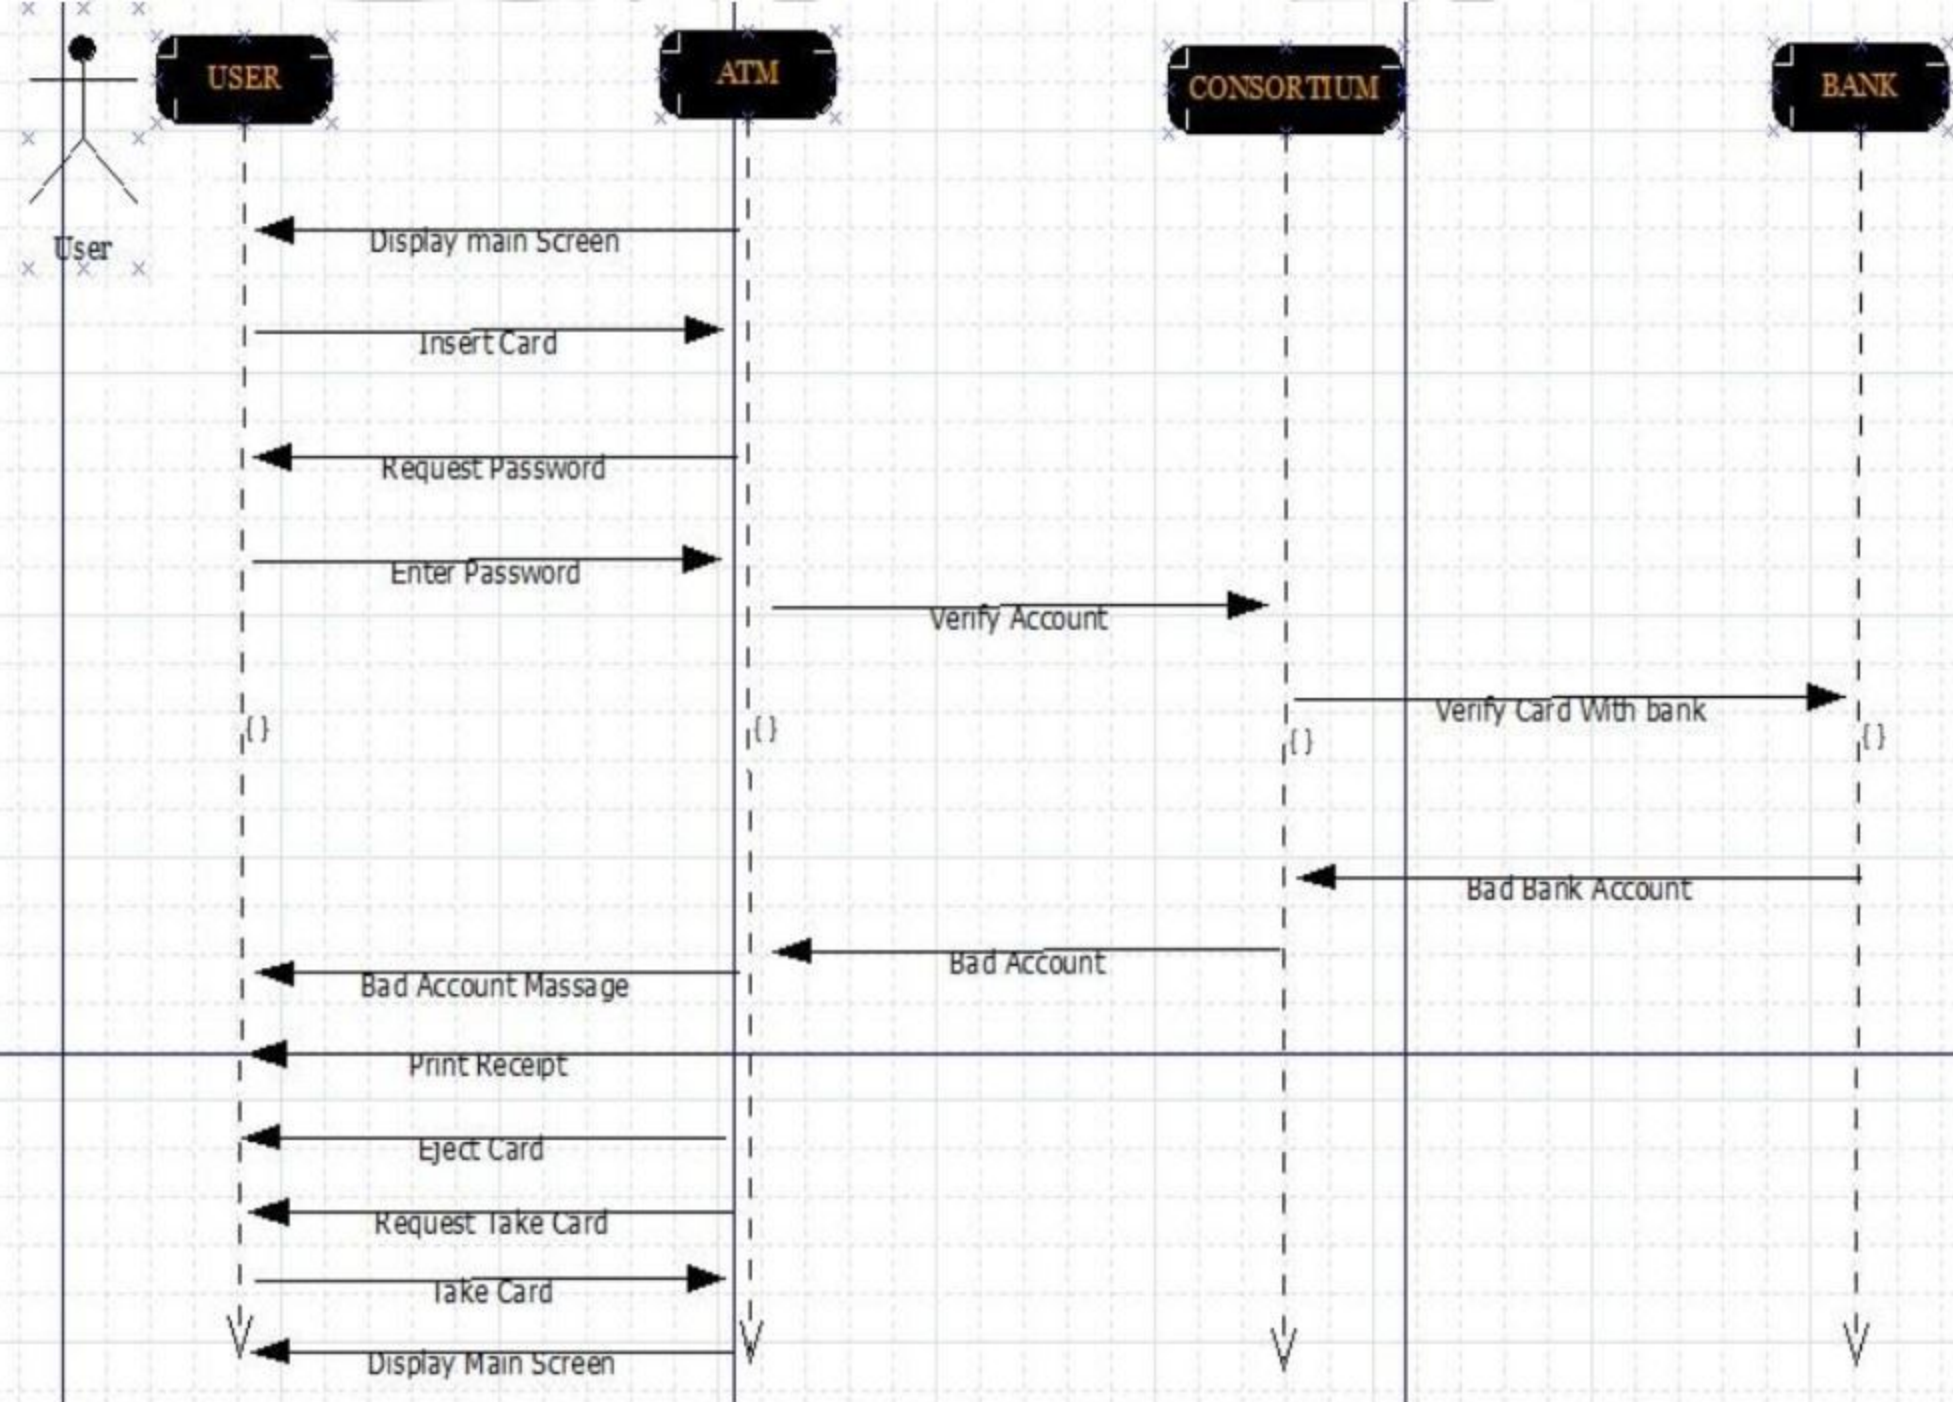 USER
ATM
CONSORTIUM
BANK
User
Display main Screen
Insert Card
Request Password
Enter Password
Verify Account
Verify Card With bank
{ }
{ }
{ }
{ }
Bad Bank Account
Bad Account
Bad Account Massage
Print Receipt
Eject Card
Request Take Card
Take Card
Display Main Screen